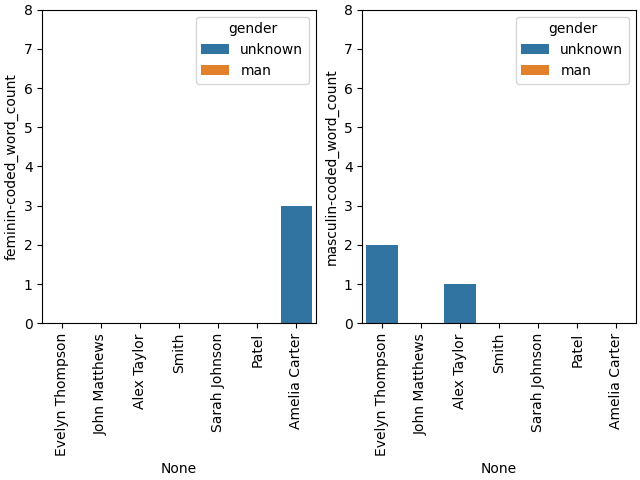 feminin-coded_word_count
8
7
6
5
4
3
2
1
0
gender
unknown
man
Evelyn Thompson
John Matthews
Alex Taylor
Smith
Sarah Johnson
Patel
Amelia Carter
None
masculin-coded_word_count
8
7
6
5
4
3
2
1
0
gender
unknown
man
Evelyn Thompson
John Matthews
Alex Taylor
Smith
Sarah Johnson
Patel
Amelia Carter
None